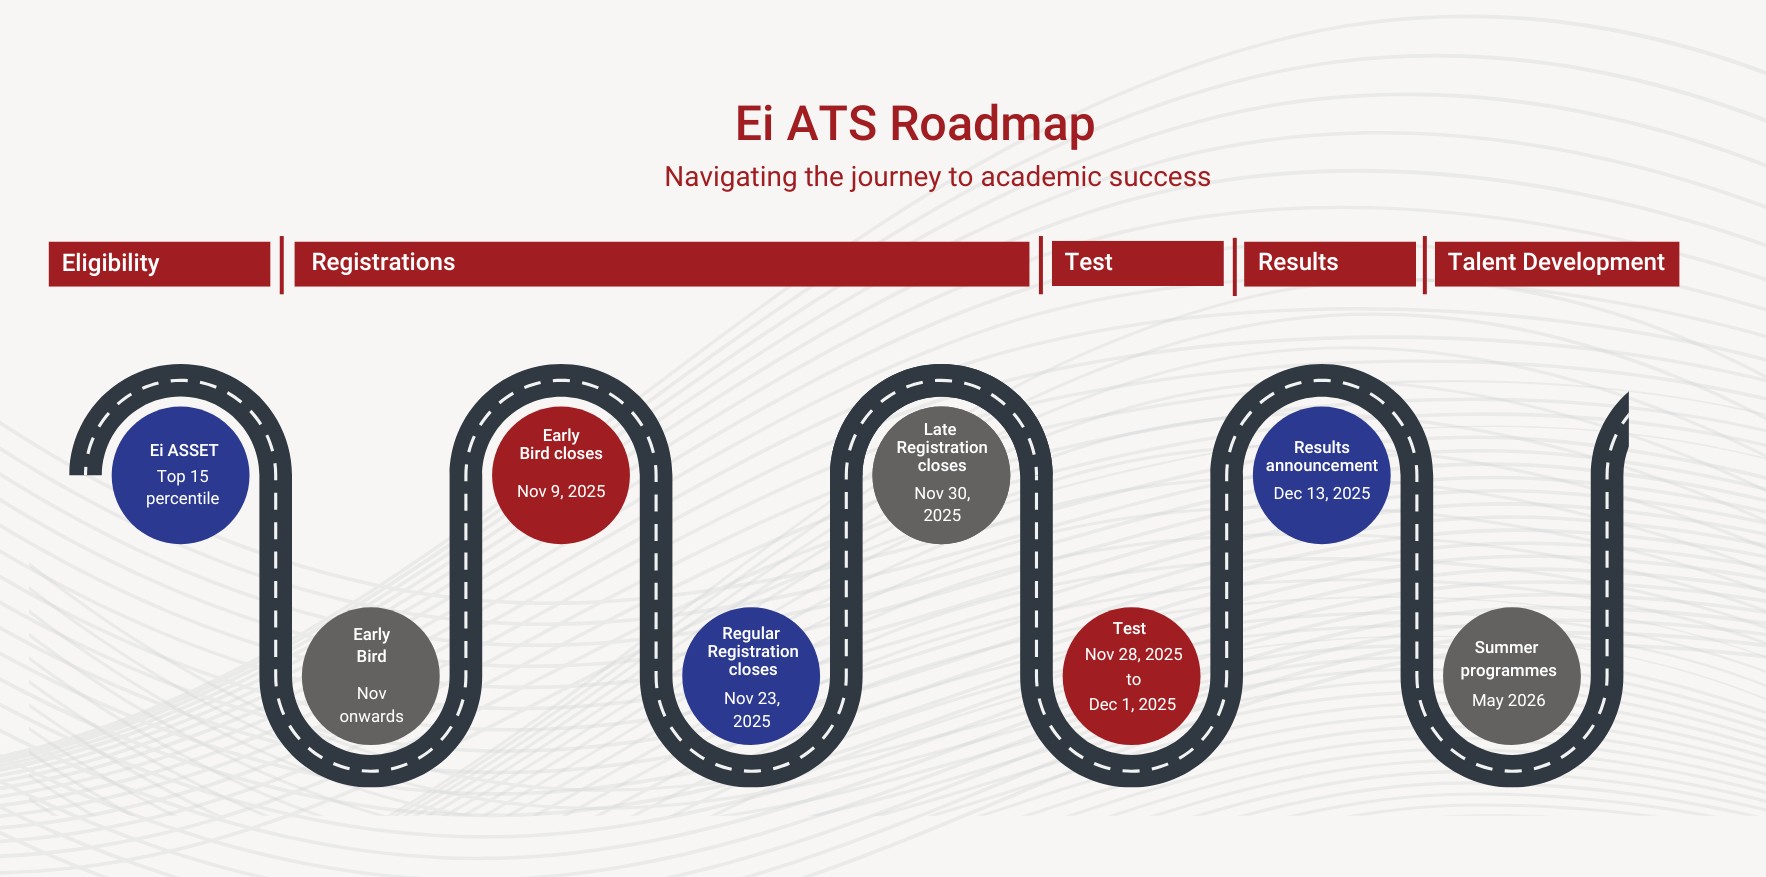 Ei ATS Roadmap
Navigating the journey to academic success
Eligibility
Registrations
Test
Results
Talent Development
Ei ASSET
Top 15
percentile
Early
Bird
Nov
onwards
Early
Bird closes
Nov 9, 2025
Regular
Registration
closes
Nov 23,
2025
Late
Registration
closes
Nov 30,
2025
Test
Nov 28, 2025
to
Dec 1, 2025
Results
announcement
Dec 13, 2025
Summer
programmes
May 2026